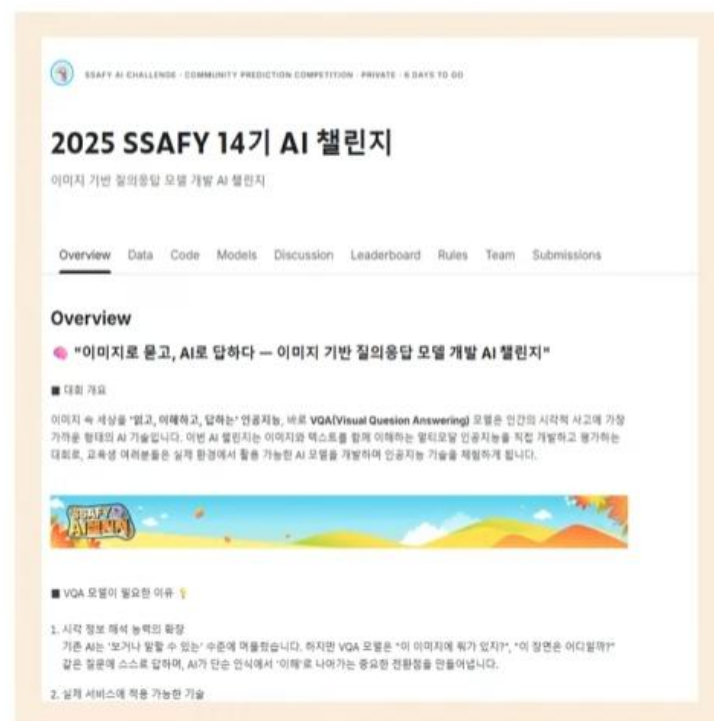 SSAFY AI CHALLENGE · COMMUNITY PREDICTION COMPETITION · PRIVATE · 6 DAYS TO GO
2025 SSAFY 14기 AI 챌린지
이미지 기반 질의응답 모델 개발 AI 챌린지
Overview Data Code Models Discussion Leaderboard Rules Team Submissions
Overview
🧠 "이미지로 묻고, AI로 답하다 — 이미지 기반 질의응답 모델 개발 AI 챌린지"
■ 대회 개요
이미지 속 세상을 '읽고, 이해하고, 답하는' 인공지능, 바로 VQA(Visual Quesion Answering) 모델은 인간의 시각적 사고에 가장
가까운 형태의 AI 기술입니다. 이번 AI 챌린지는 이미지와 텍스트를 함께 이해하는 멀티모달 인공지능을 직접 개발하고 평가하는
대회로, 교육생 여러분들은 실제 환경에서 활용 가능한 AI 모델을 개발하며 인공지능 기술을 체험하게 됩니다.
SSAFY
AI챌린지
■ VQA 모델이 필요한 이유 💡
1. 시각 정보 해석 능력의 확장
기존 AI는 '보거나 말할 수 있는' 수준에 머물렀습니다. 하지만 VQA 모델은 "이 이미지에 뭐가 있지?", "이 장면은 어디일까?"
같은 질문에 스스로 답하며, AI가 단순 인식에서 '이해'로 나아가는 중요한 전환점을 만들어냅니다.
2. 실제 서비스에 적용 가능한 기술